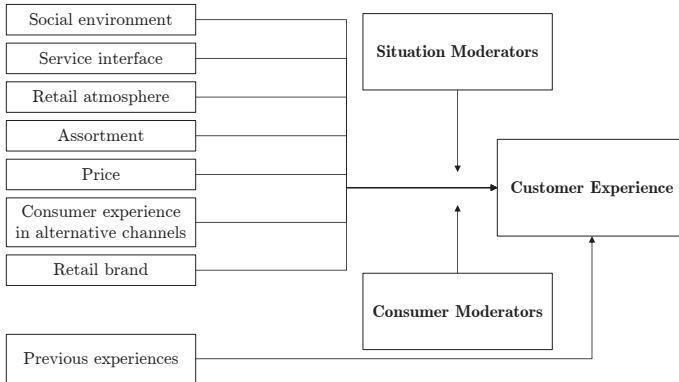 Social environment
Service interface
Retail atmosphere
Assortment
Price
Consumer experience
in alternative channels
Retail brand
Previous experiences
Situation Moderators
Consumer Moderators
Customer Experience